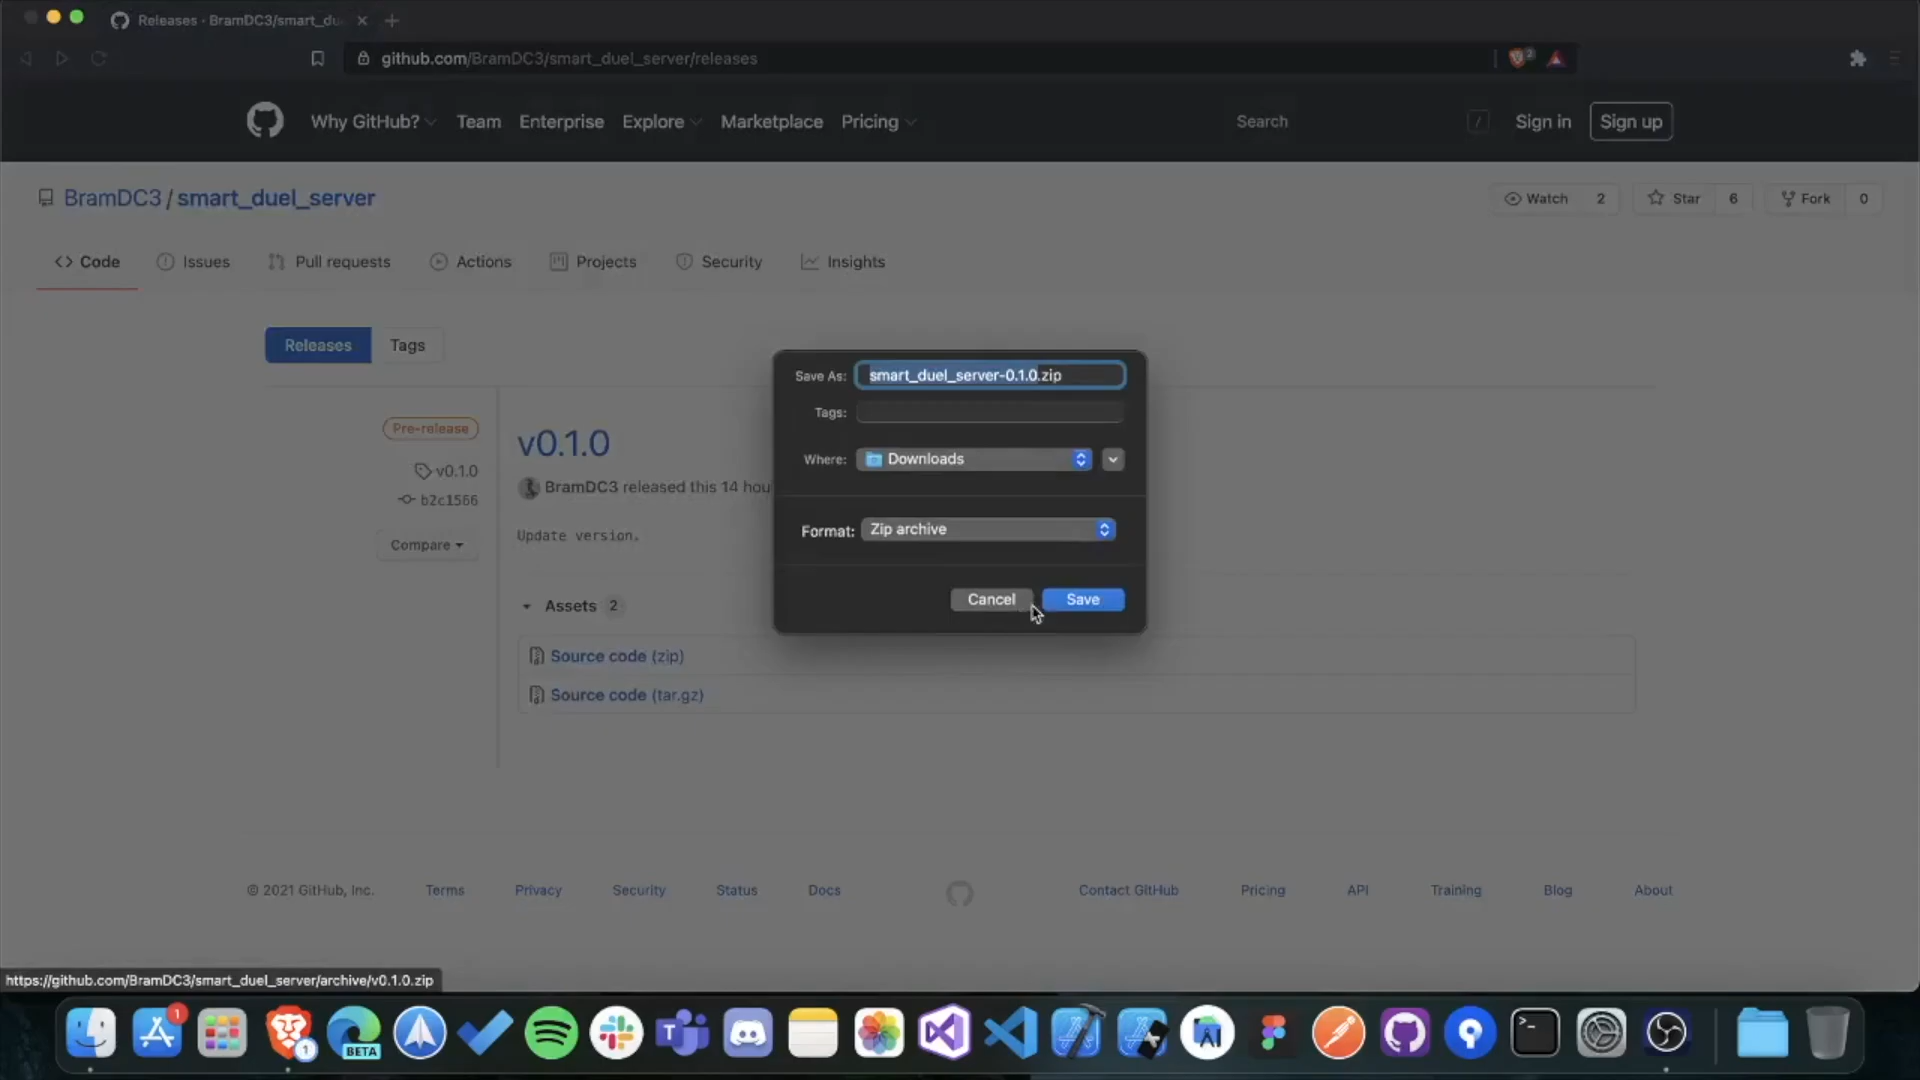 Releases · BramDC3/smart_du
github.com/BramDC3/smart_duel_server/releases
2
Why GitHub?
Team
Enterprise
Explore
Marketplace
Pricing
Search
/
Sign in
Sign up
BramDC3 / smart_duel_server
Watch 2
Star 6
Fork 0
Code
Issues
Pull requests
Actions
Projects
Security
Insights
Releases
Tags
Save As: smart_duel_server-0.1.0.zip
Tags:
Where: Downloads
Format: Zip archive
Cancel
Save
Pre-release
v0.1.0
b2c1566
Compare
v0.1.0
BramDC3 released this 14 hou
Update version.
Assets 2
Source code (zip)
Source code (tar.gz)
© 2021 GitHub, Inc.
Terms
Privacy
Security
Status
Docs
Contact GitHub
Pricing
API
Training
Blog
About
https://github.com/BramDC3/smart_duel_server/archive/v0.1.0.zip
1
1
BETA